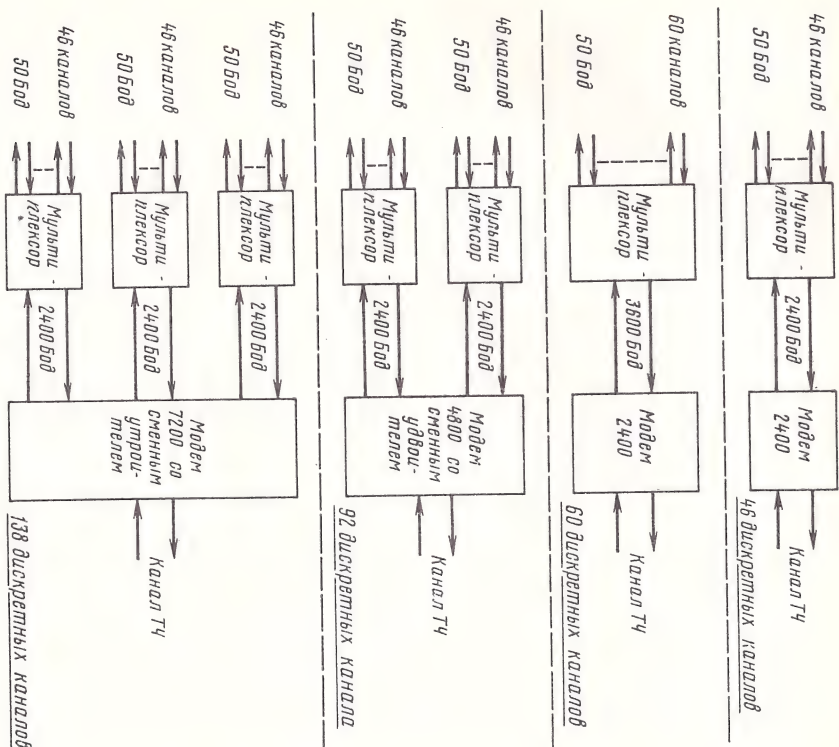 46 каналов
50 Бод
Мульти-
плексор
2400 Бод
Модем
2400
Канал ТЧ
46 дискретных каналов
60 каналов
50 Бод
Мульти-
плексор
3600 Бод
Модем
2400
Канал ТЧ
60 дискретных каналов
46 каналов
50 Бод
Мульти-
плексор
2400 Бод
46 каналов
50 Бод
Мульти-
плексор
2400 Бод
Модем
4800 со
сменным
удвои-
телем
Канал ТЧ
92 дискретных канала
46 каналов
50 Бод
Мульти-
плексор
2400 Бод
46 каналов
50 Бод
Мульти-
плексор
2400 Бод
46 каналов
50 Бод
Мульти-
плексор
2400 Бод
Модем
7200 со
сменным
утрои-
телем
Канал ТЧ
138 дискретных каналов